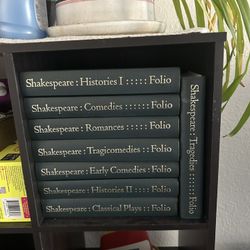 Shakespeare : Histories I : : : : : Folio
Shakespeare : Comedies : : : : : Folio
Shakespeare : Romances : : : : : Folio
Shakespeare : Tragicomedies : : Folio
Shakespeare : Early Comedies : Folio
Shakespeare : Histories II : : : : Folio
Shakespeare : Classical Plays : : Folio
Shakespeare : Tragedies : : : : : Folio